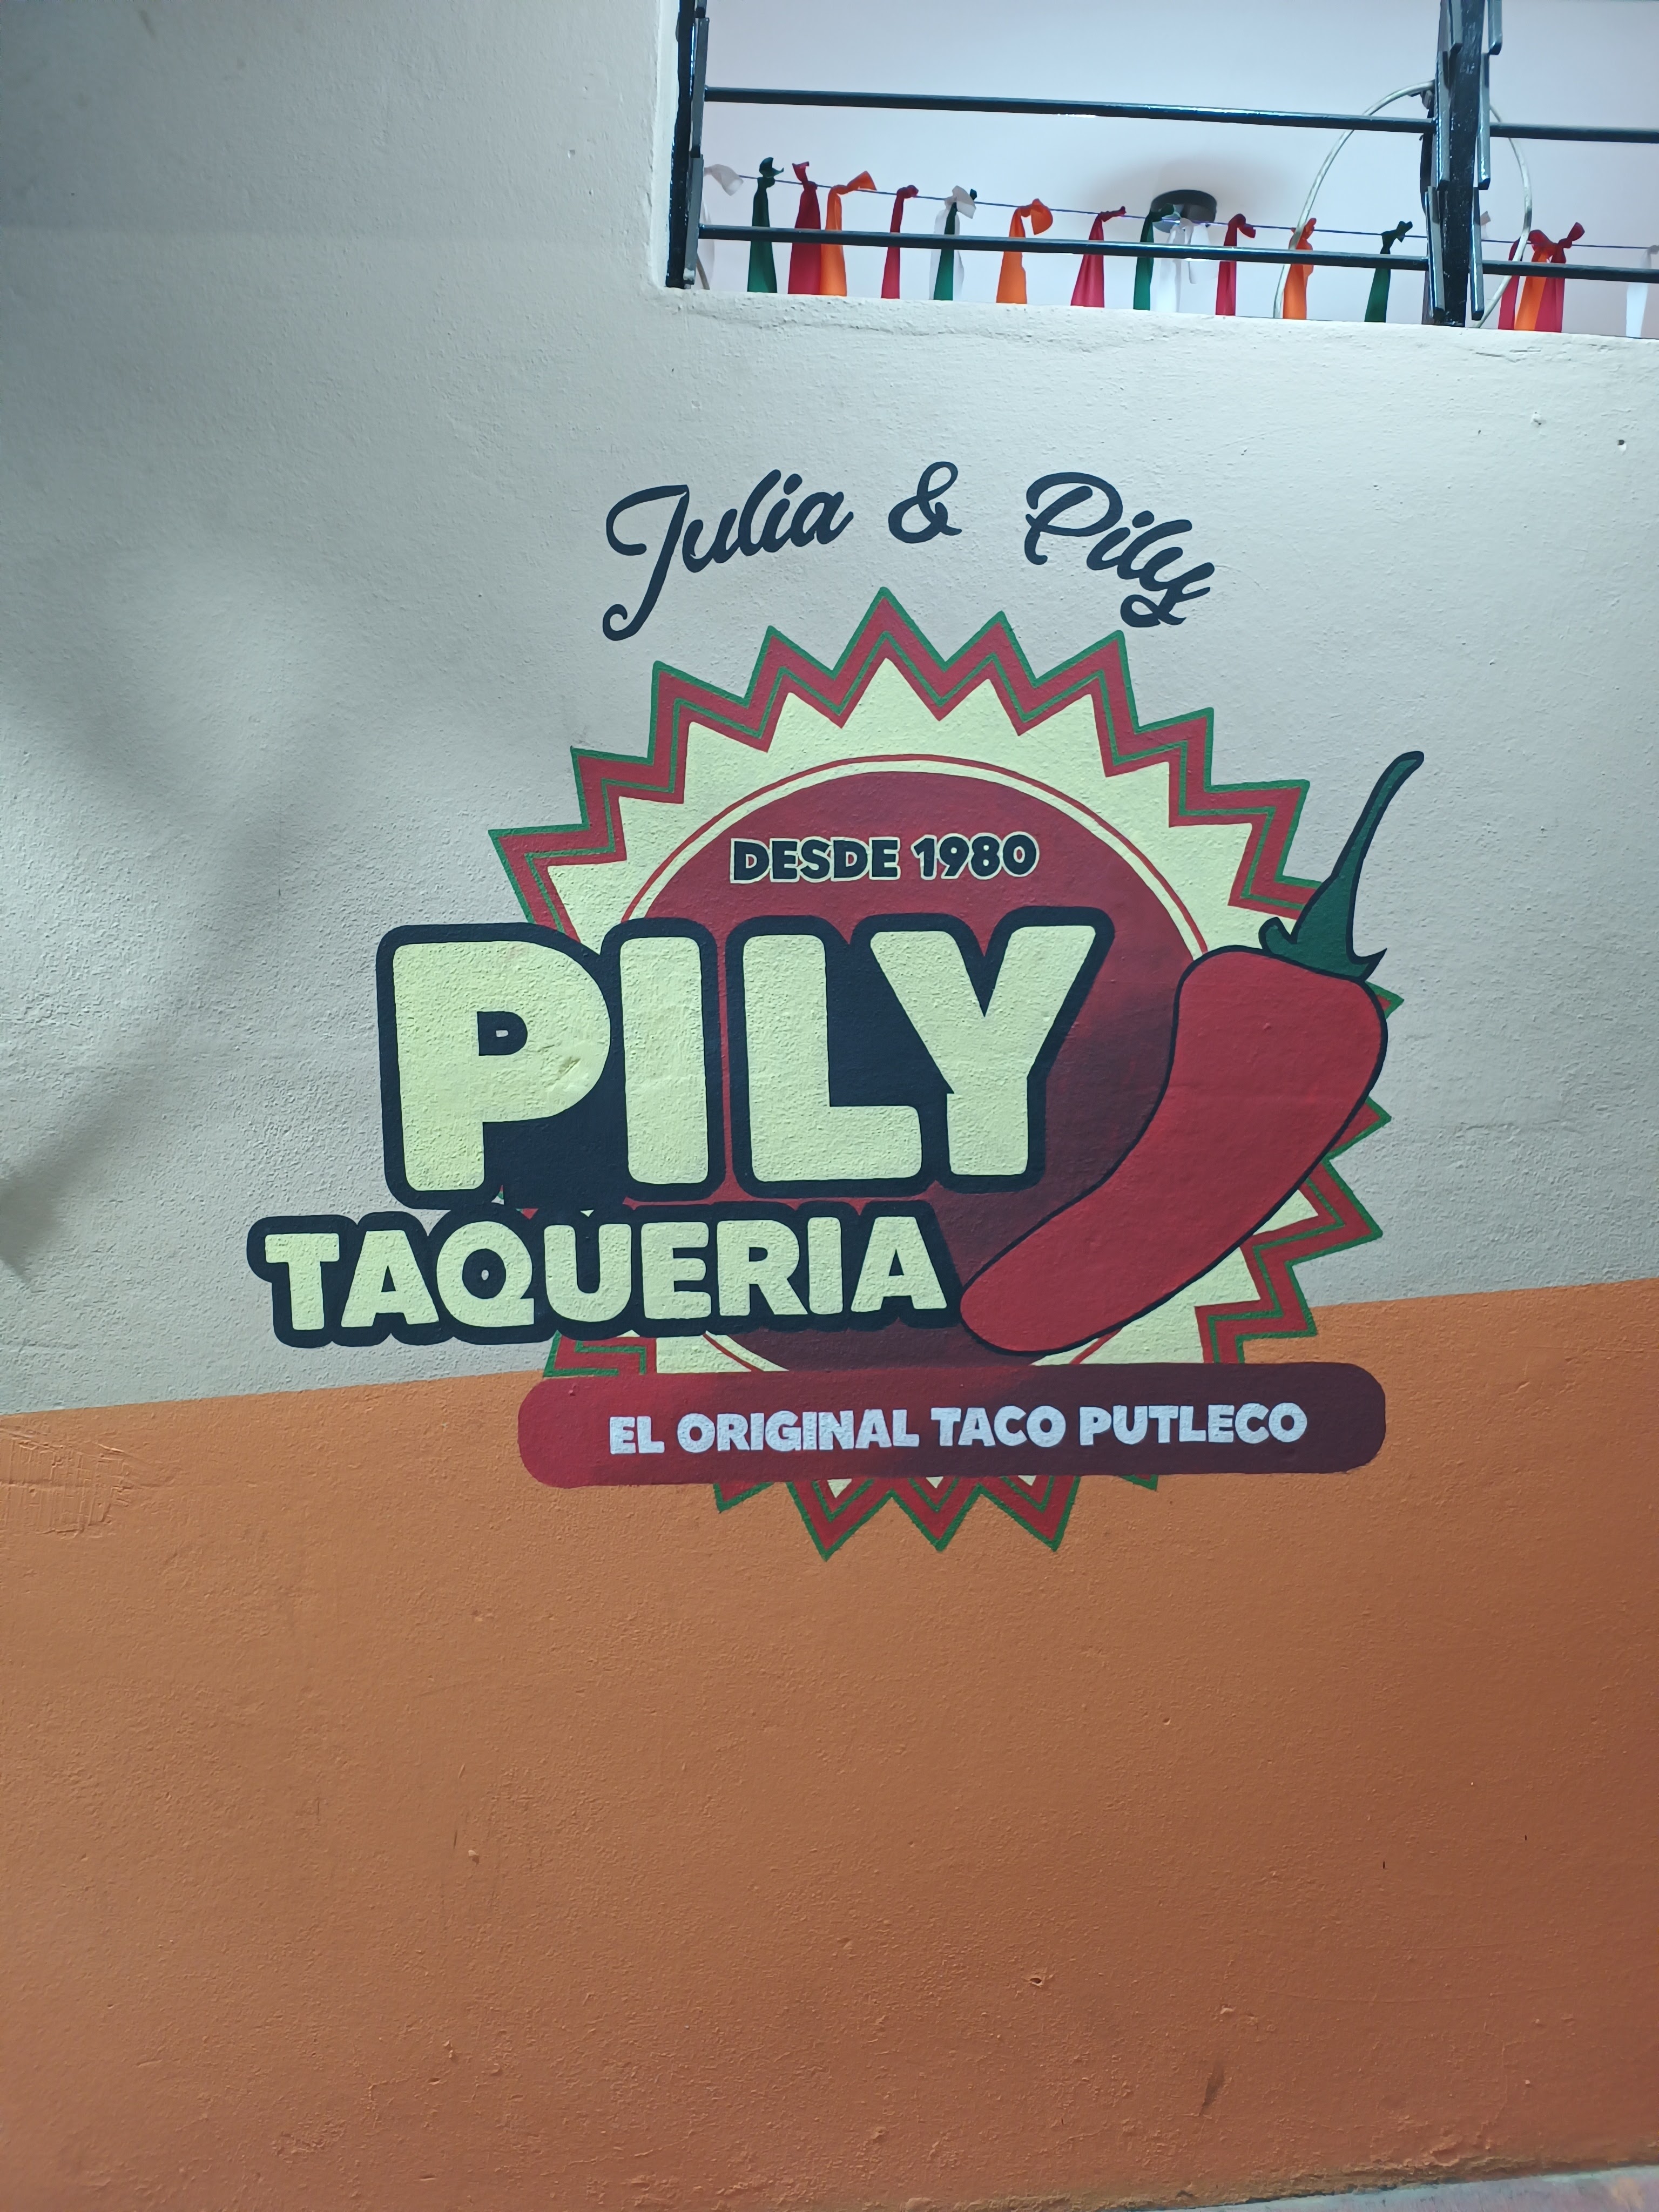 Julia & Pily
DESDE 1980
PILY
TAQUERIA
EL ORIGINAL TACO PUTLECO